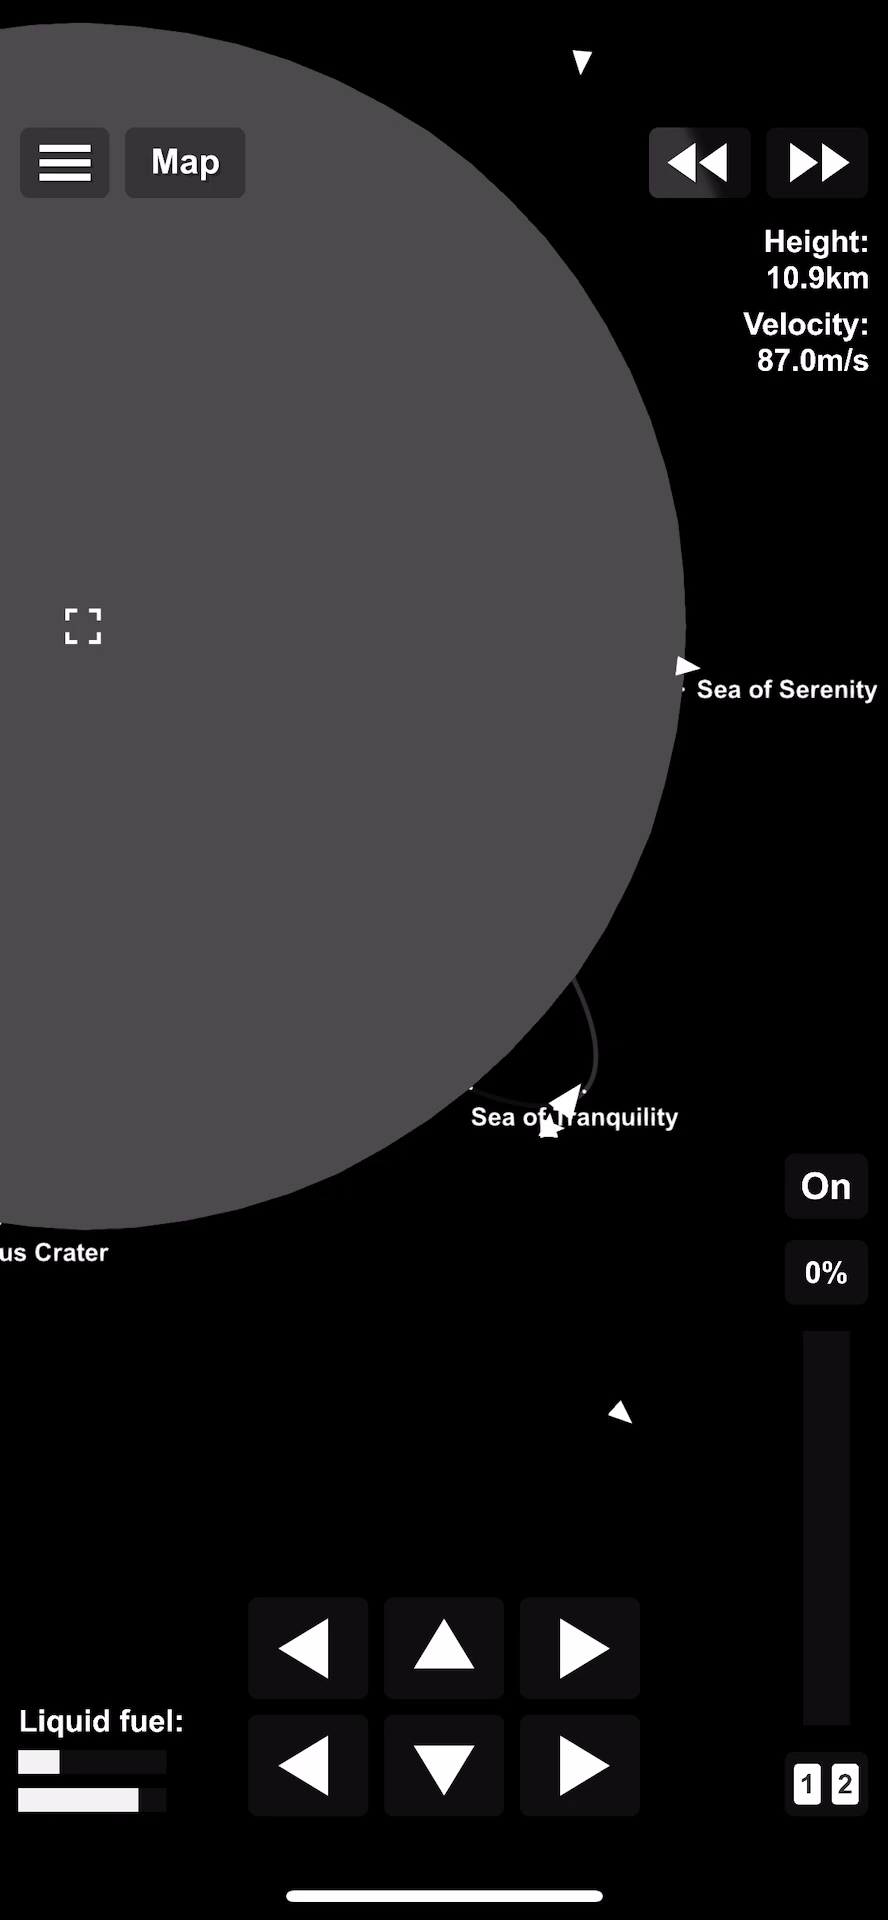 Map
Height:
10.9km
Velocity:
87.0m/s
Sea of Serenity
Sea of Tranquility
us Crater
On
0%
Liquid fuel:
1 2